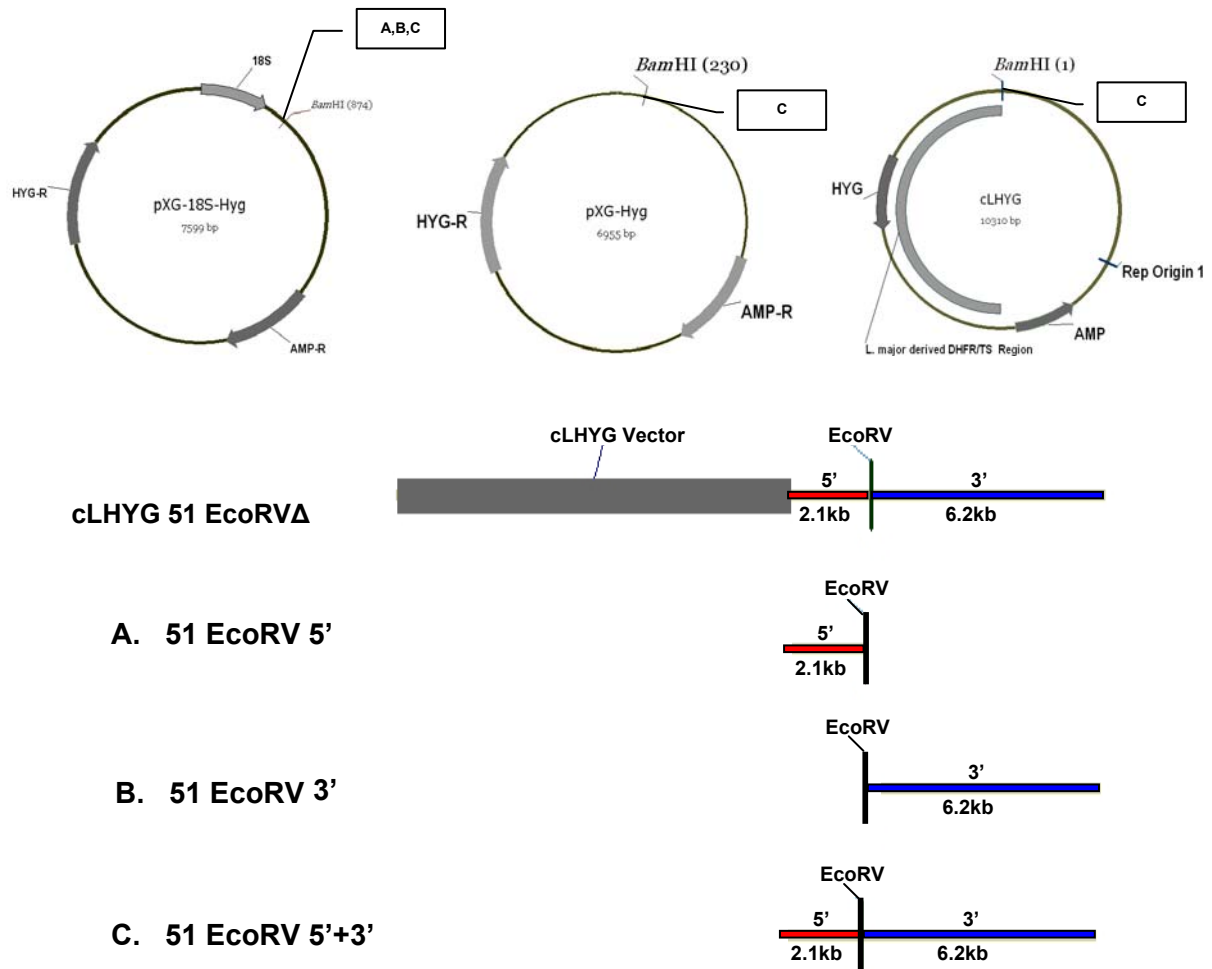 A,B,C
18S
BamHI (874)
HYG-R
pXG-18S-Hyg
7599 bp
AMP-R
BamHI (230)
C
HYG-R
pXG-Hyg
6955 bp
AMP-R
BamHI (1)
C
HYG
cLHYG
10310 bp
Rep Origin 1
AMP
L. major derived DHFR/TS Region
cLHYG Vector
EcoRV
cLHYG 51 EcoRVΔ
5’
3’
2.1kb
6.2kb
EcoRV
A. 51 EcoRV 5’
5’
2.1kb
EcoRV
B. 51 EcoRV 3’
3’
6.2kb
EcoRV
C. 51 EcoRV 5’+3’
5’
3’
2.1kb
6.2kb